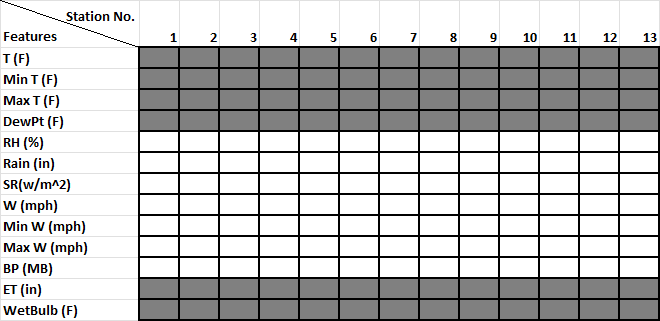 Station No.
Features 1 2 3 4 5 6 7 8 9 10 11 12 13
T (F)
Min T (F)
Max T (F)
DewPt (F)
RH (%)
Rain (in)
SR(w/m^2)
W (mph)
Min W (mph)
Max W (mph)
BP (MB)
ET (in)
WetBulb (F)